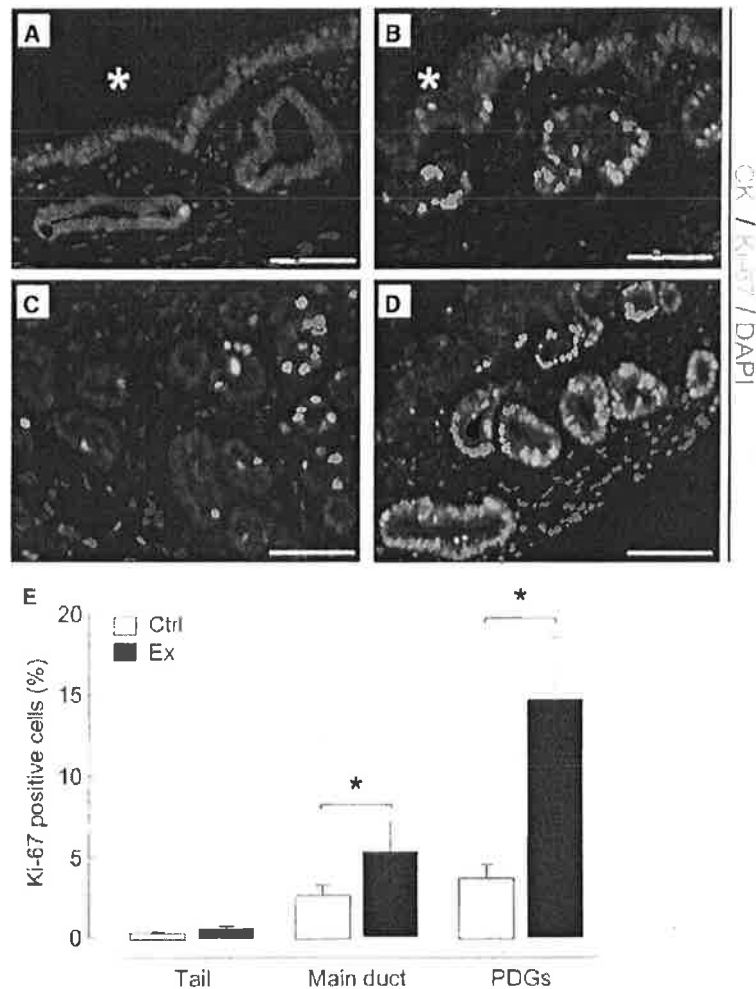 A
B
*
*
C
D
CK / Ki-67 / DAPI
E
20
15
10
5
0
Ki-67 positive cells (%)
Ctrl
Ex
*
*
Tail
Main duct
PDGs